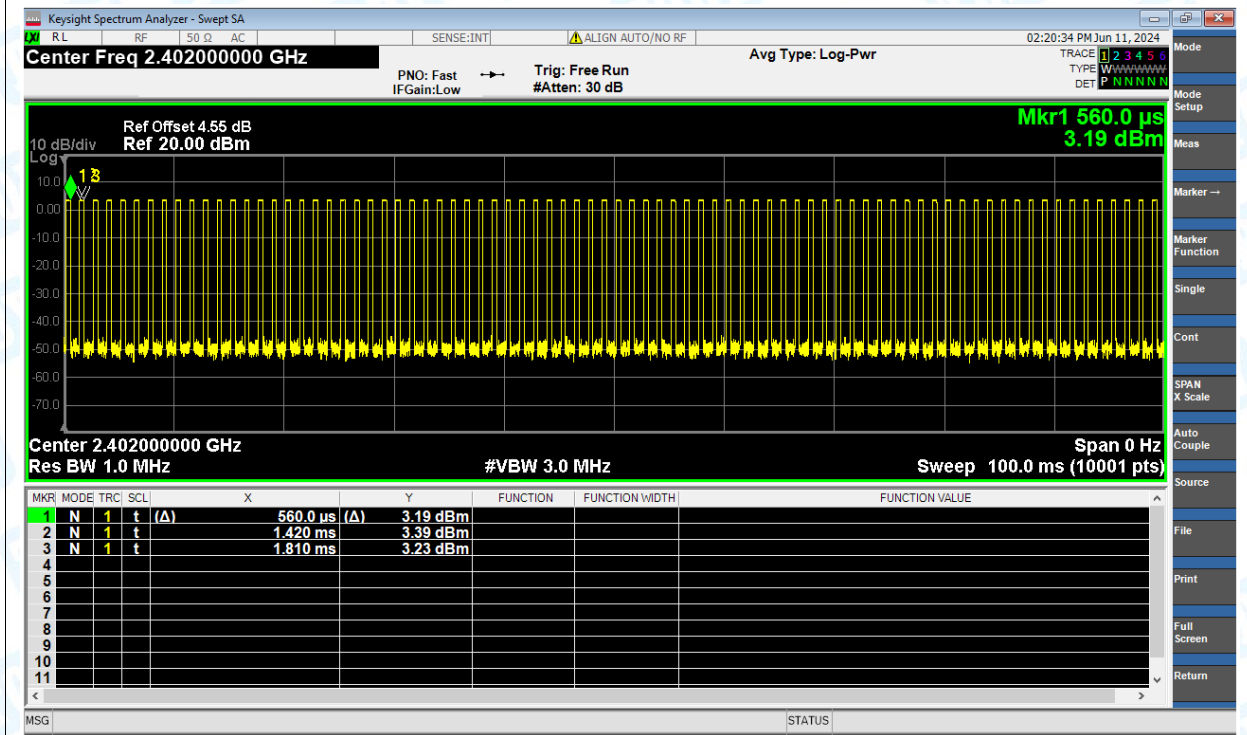 Keysight Spectrum Analyzer - Swept SA
LXI RL RF 50 Ω AC SENSE:INT ALIGN AUTO/NO RF 02:20:34 PM Jun 11, 2024
Center Freq 2.402000000 GHz
PNO: Fast
IFGain:Low
Trig: Free Run
#Atten: 30 dB
Avg Type: Log-Pwr
TRACE 1 2 3 4 5 6
TYPE WWWWWW
DET P N N N N N
Ref Offset 4.55 dB
10 dB/div Ref 20.00 dBm
Log
Mkr1 560.0 µs
3.19 dBm
10.0
0.00
-10.0
-20.0
-30.0
-40.0
-50.0
-60.0
-70.0
Center 2.402000000 GHz Span 0 Hz
Res BW 1.0 MHz #VBW 3.0 MHz Sweep 100.0 ms (10001 pts)
MKR MODE TRC SCL X Y FUNCTION FUNCTION WIDTH FUNCTION VALUE
1 N 1 t (Δ) 560.0 µs (Δ) 3.19 dBm
2 N 1 t 1.420 ms 3.39 dBm
3 N 1 t 1.810 ms 3.23 dBm
4
5
6
7
8
9
10
11
MSG STATUS
Mode
Mode
Setup
Meas
Marker →
Marker
Function
Single
Cont
SPAN
X Scale
Auto
Couple
Source
File
Print
Full
Screen
Return